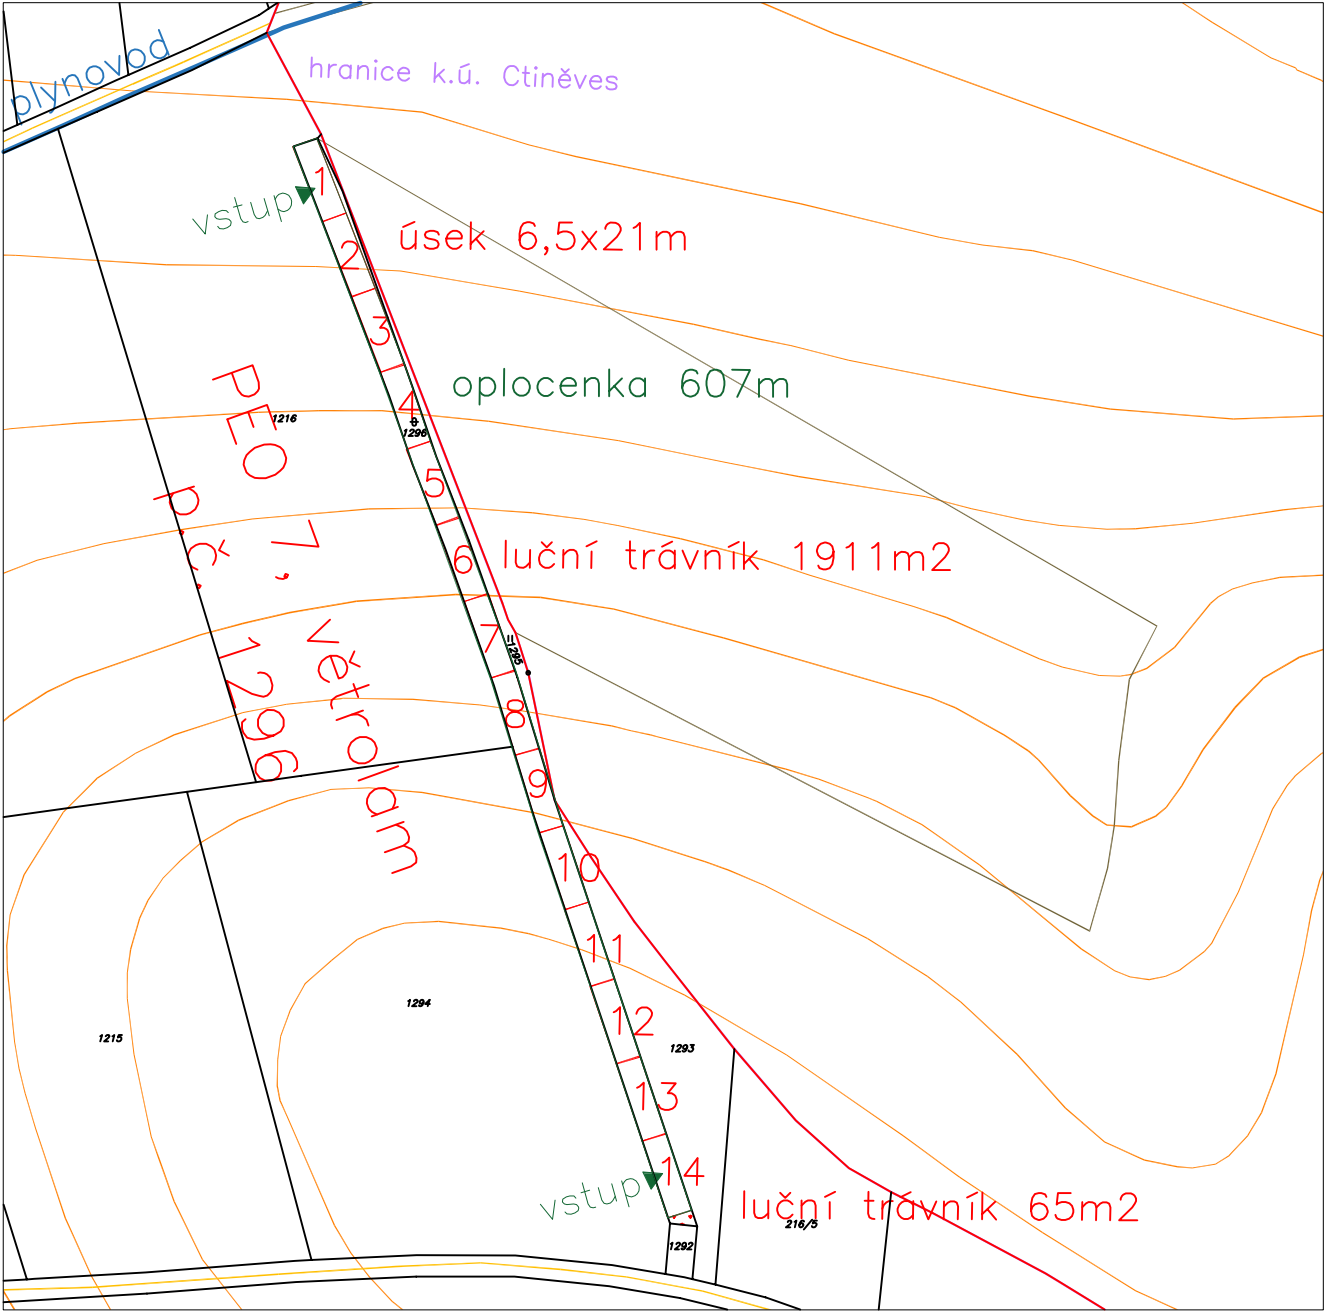 plynovod
hranice k.ú. Ctiněves
vstup
1
úsek 6,5x21m
2
3
oplocenka 607m
4
1216
1296
PEO 7, větrolam
p.č. 1296
5
luční trávník 1911m2
6
7
=1295
8
9
10
11
1294
12
1215
1293
13
14
vstup
luční trávník 65m2
216/5
1292